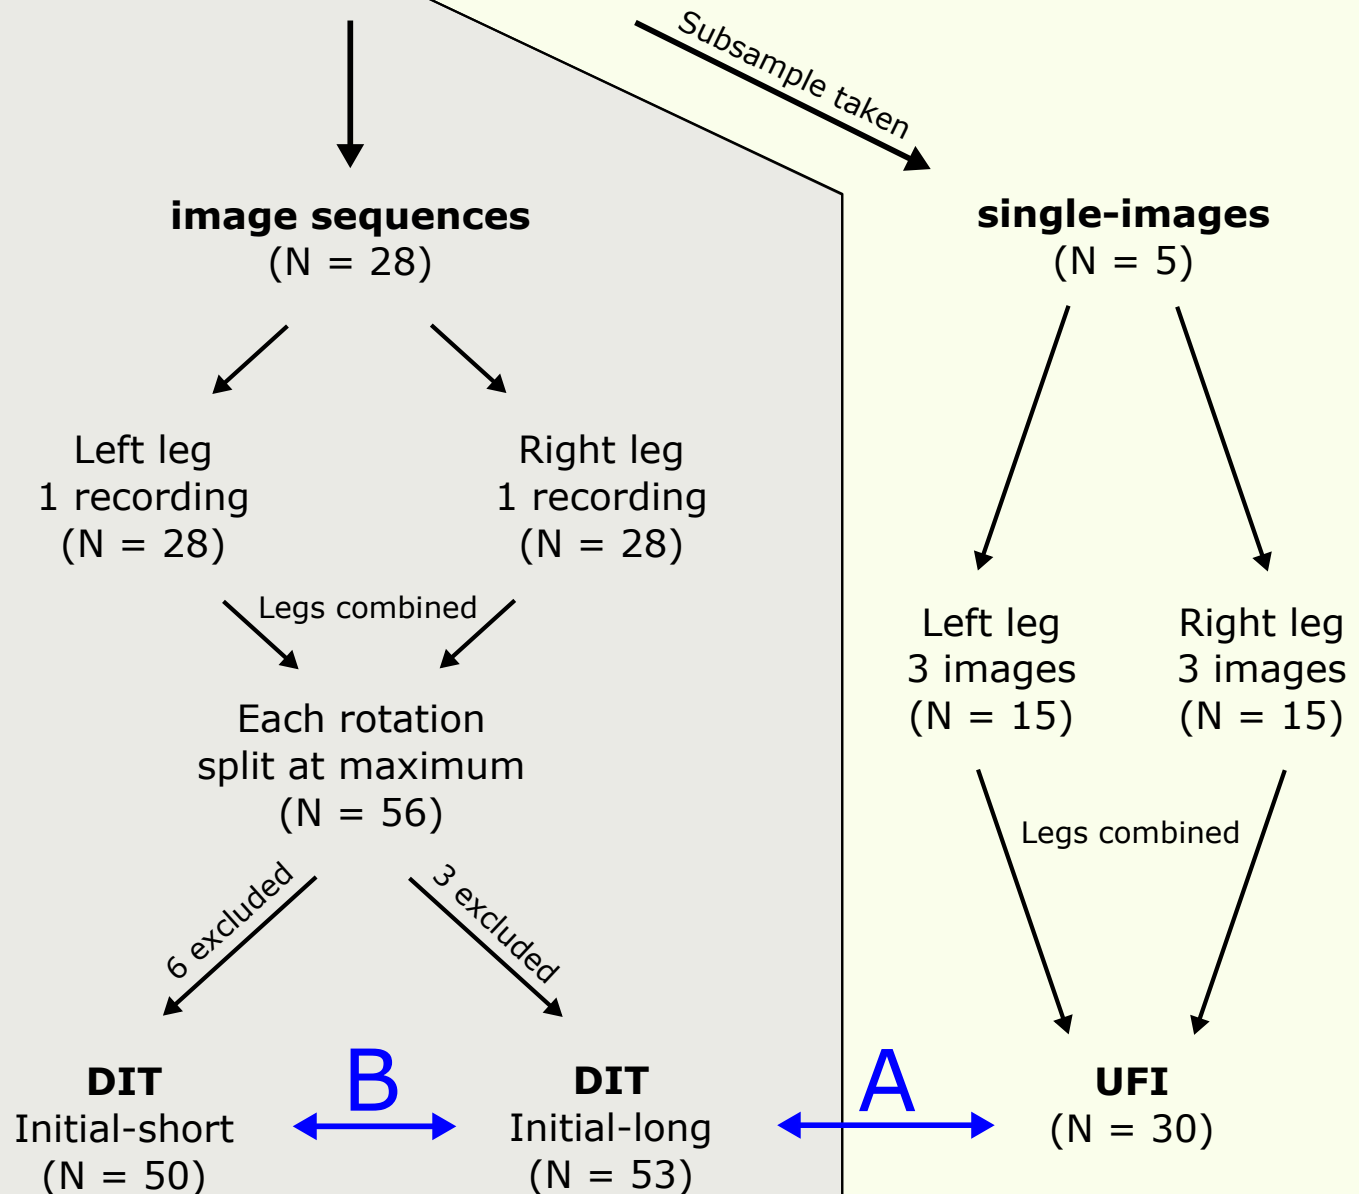 Subsample taken
image sequences
(N = 28)
single-images
(N = 5)
Left leg
1 recording
(N = 28)
Right leg
1 recording
(N = 28)
Legs combined
Each rotation
split at maximum
(N = 56)
6 excluded
3 excluded
DIT
Initial-short
(N = 50)
B
DIT
Initial-long
(N = 53)
A
Left leg
3 images
(N = 15)
Right leg
3 images
(N = 15)
Legs combined
UFI
(N = 30)